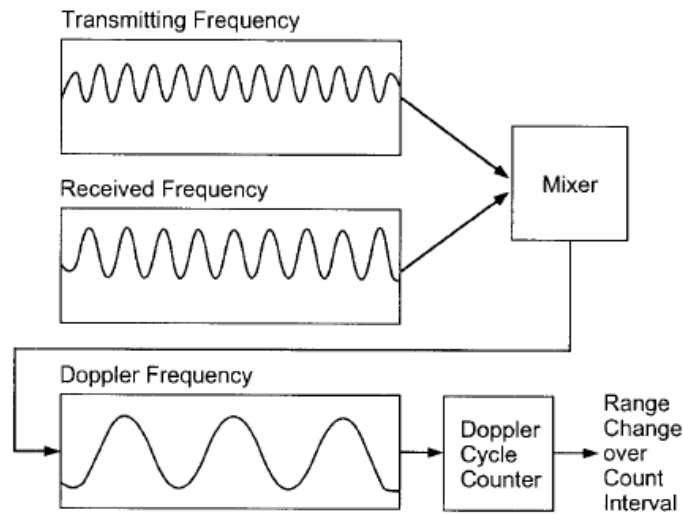 Transmitting Frequency
Mixer
Received Frequency
Doppler Frequency
Doppler
Cycle
Counter
Range
Change
over
Count
Interval